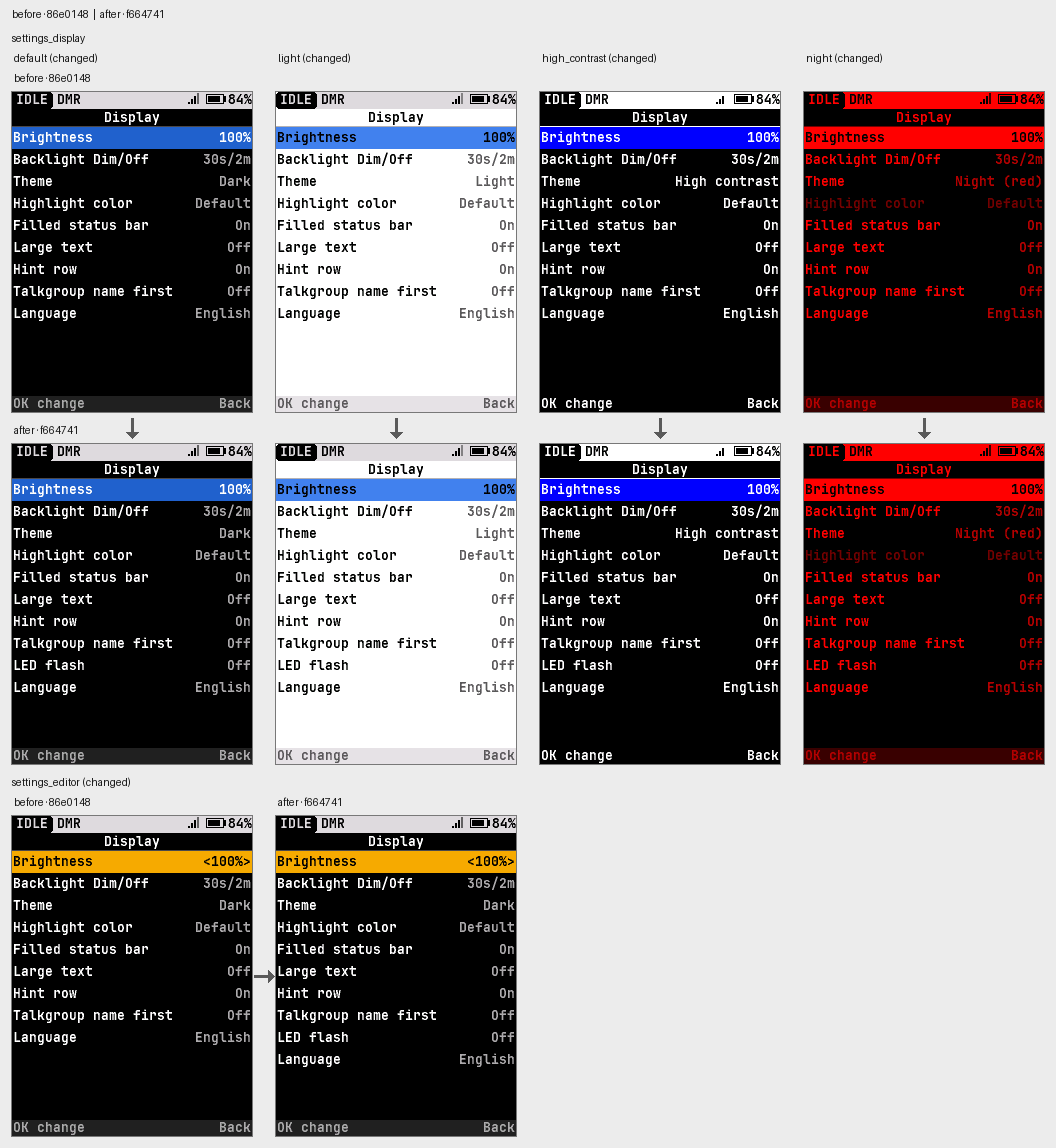 before·86e0148 | after·f664741
settings_display
default (changed)
light (changed)
high_contrast (changed)
night (changed)
before·86e0148
IDLE DMR 84%
Display
Brightness 100%
Backlight Dim/Off 30s/2m
Theme Dark
Highlight color Default
Filled status bar On
Large text Off
Hint row On
Talkgroup name first Off
Language English
OK change Back
IDLE DMR 84%
Display
Brightness 100%
Backlight Dim/Off 30s/2m
Theme Light
Highlight color Default
Filled status bar On
Large text Off
Hint row On
Talkgroup name first Off
Language English
OK change Back
IDLE DMR 84%
Display
Brightness 100%
Backlight Dim/Off 30s/2m
Theme High contrast
Highlight color Default
Filled status bar On
Large text Off
Hint row On
Talkgroup name first Off
Language English
OK change Back
IDLE DMR 84%
Display
Brightness 100%
Backlight Dim/Off 30s/2m
Theme Night (red)
Highlight color Default
Filled status bar On
Large text Off
Hint row On
Talkgroup name first Off
Language English
OK change Back
after·f664741
IDLE DMR 84%
Display
Brightness 100%
Backlight Dim/Off 30s/2m
Theme Dark
Highlight color Default
Filled status bar On
Large text Off
Hint row On
Talkgroup name first Off
LED flash Off
Language English
OK change Back
IDLE DMR 84%
Display
Brightness 100%
Backlight Dim/Off 30s/2m
Theme Light
Highlight color Default
Filled status bar On
Large text Off
Hint row On
Talkgroup name first Off
LED flash Off
Language English
OK change Back
IDLE DMR 84%
Display
Brightness 100%
Backlight Dim/Off 30s/2m
Theme High contrast
Highlight color Default
Filled status bar On
Large text Off
Hint row On
Talkgroup name first Off
LED flash Off
Language English
OK change Back
IDLE DMR 84%
Display
Brightness 100%
Backlight Dim/Off 30s/2m
Theme Night (red)
Highlight color Default
Filled status bar On
Large text Off
Hint row On
Talkgroup name first Off
LED flash Off
Language English
OK change Back
settings_editor (changed)
before·86e0148
IDLE DMR 84%
Display
Brightness <100%>
Backlight Dim/Off 30s/2m
Theme Dark
Highlight color Default
Filled status bar On
Large text Off
Hint row On
Talkgroup name first Off
Language English
OK change Back
after·f664741
IDLE DMR 84%
Display
Brightness <100%>
Backlight Dim/Off 30s/2m
Theme Dark
Highlight color Default
Filled status bar On
Large text Off
Hint row On
Talkgroup name first Off
LED flash Off
Language English
OK change Back